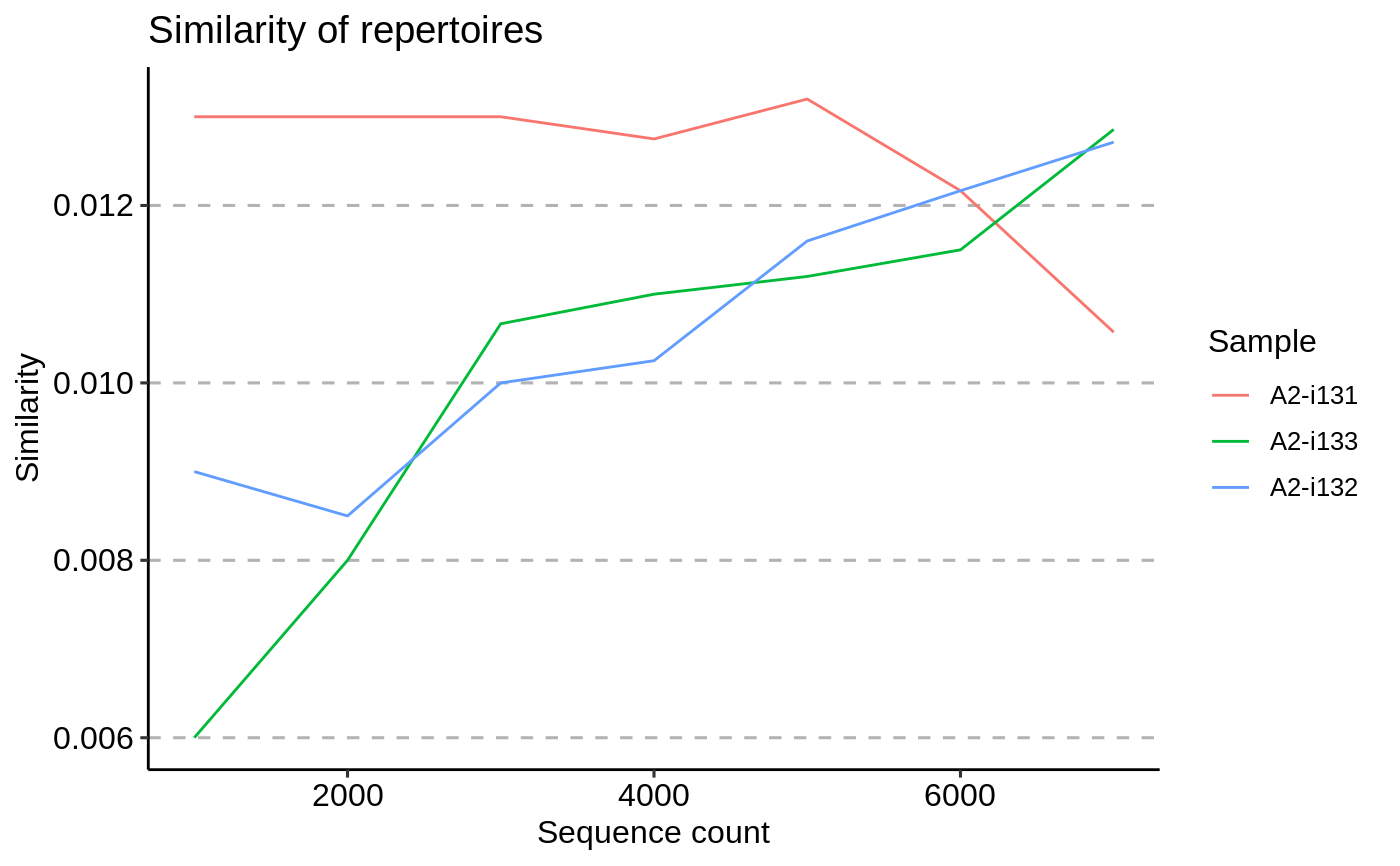 Similarity of repertoires
Similarity
0.012
0.010
0.008
0.006
2000
4000
6000
Sequence count
Sample
A2-i131
A2-i133
A2-i132